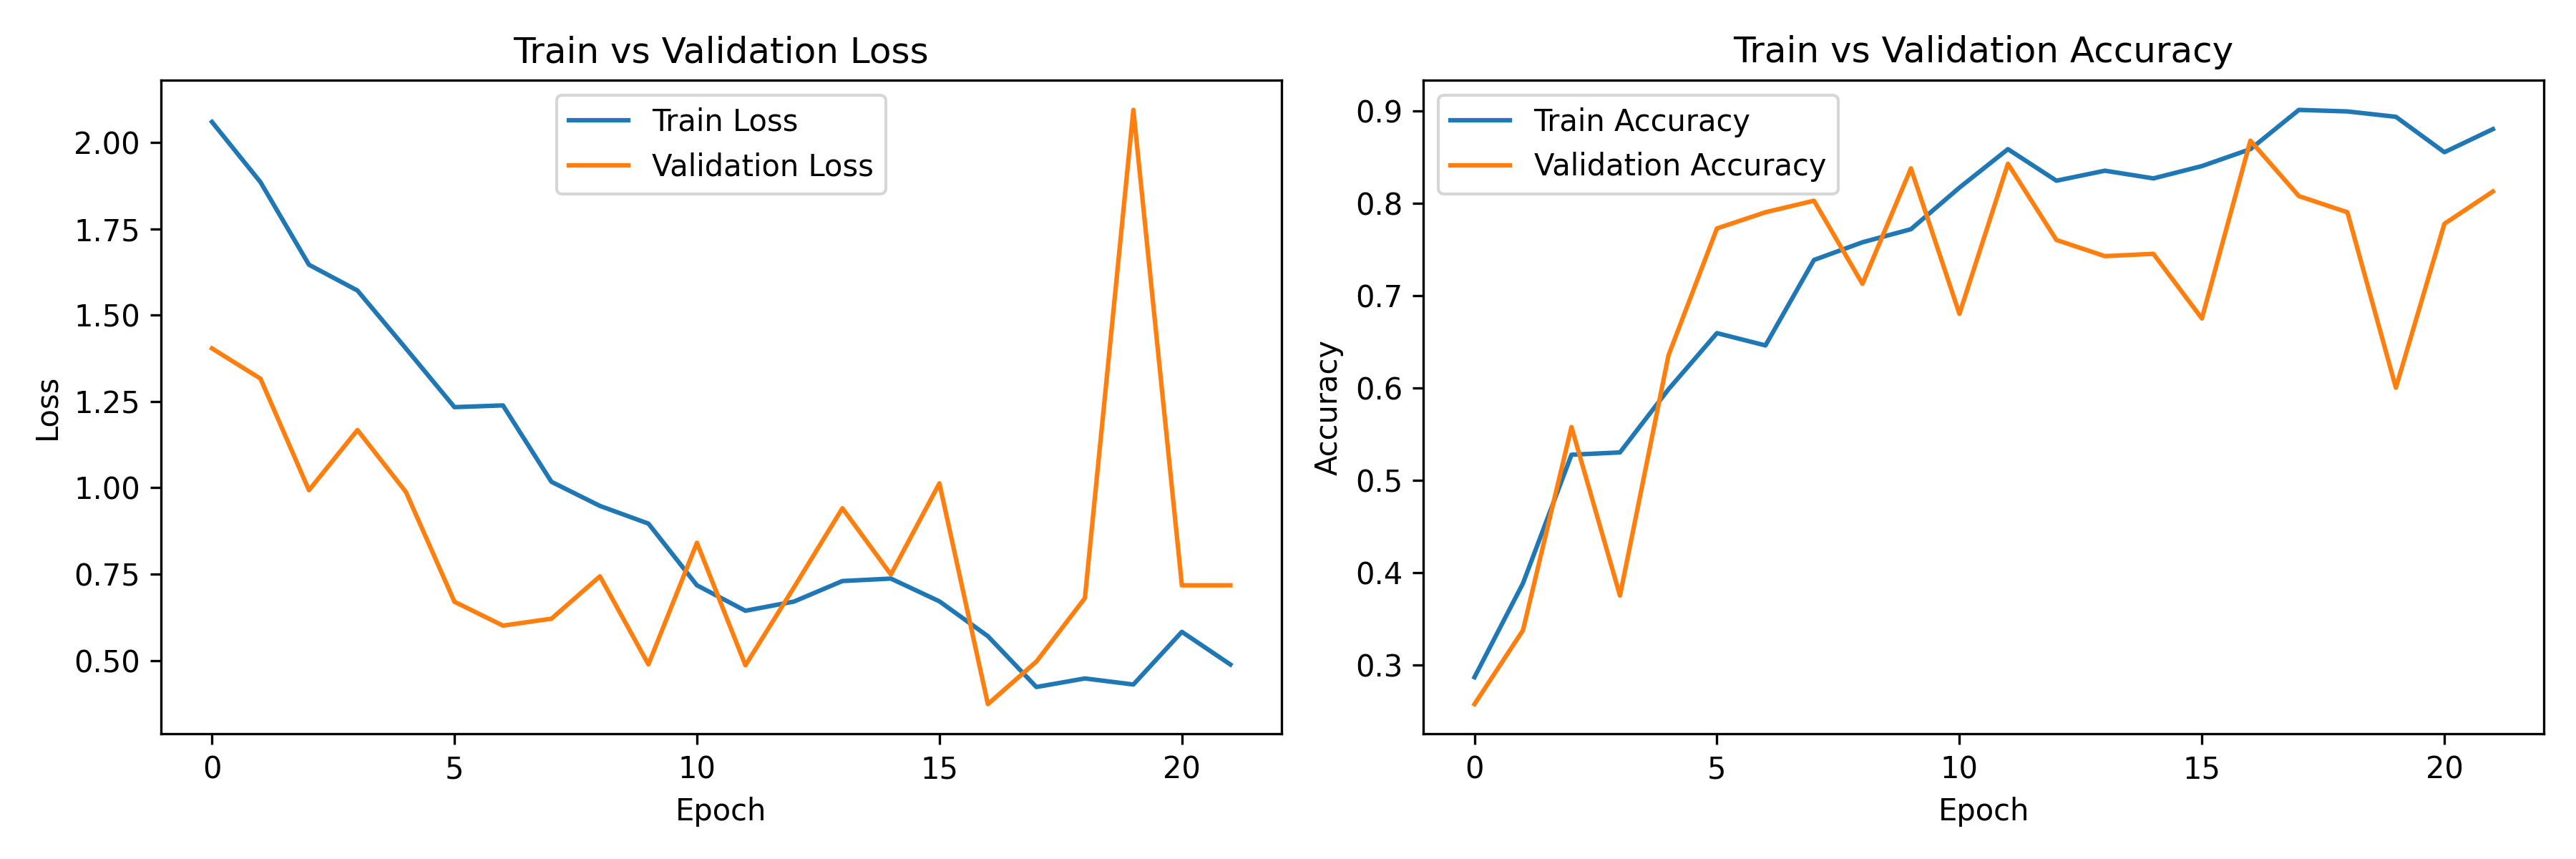 Train vs Validation Loss
Train Loss
Validation Loss
2.00
1.75
1.50
1.25
1.00
0.75
0.50
Loss
0 5 10 15 20
Epoch
Train vs Validation Accuracy
Train Accuracy
Validation Accuracy
0.9
0.8
0.7
0.6
0.5
0.4
0.3
Accuracy
0 5 10 15 20
Epoch